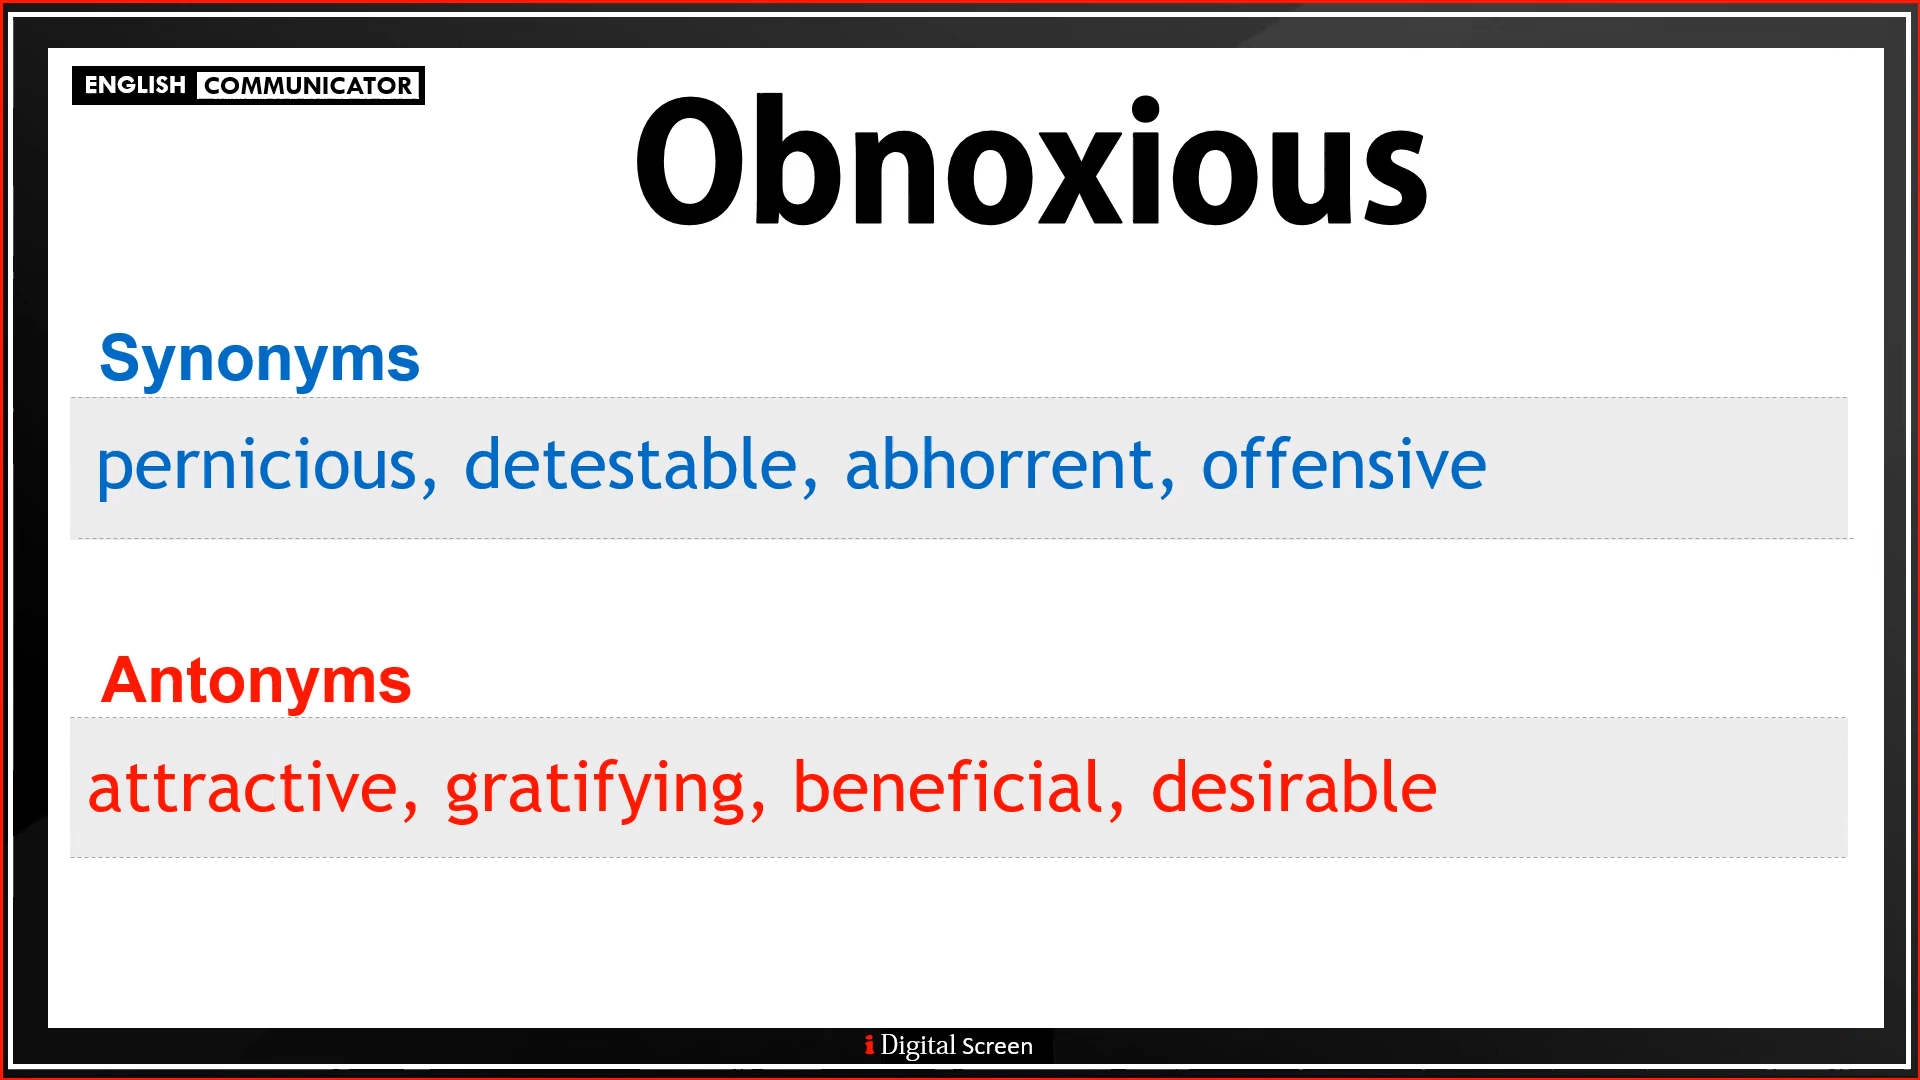 ENGLISH COMMUNICATOR
Obnoxious
Synonyms
pernicious, detestable, abhorrent, offensive
Antonyms
attractive, gratifying, beneficial, desirable
i Digital Screen